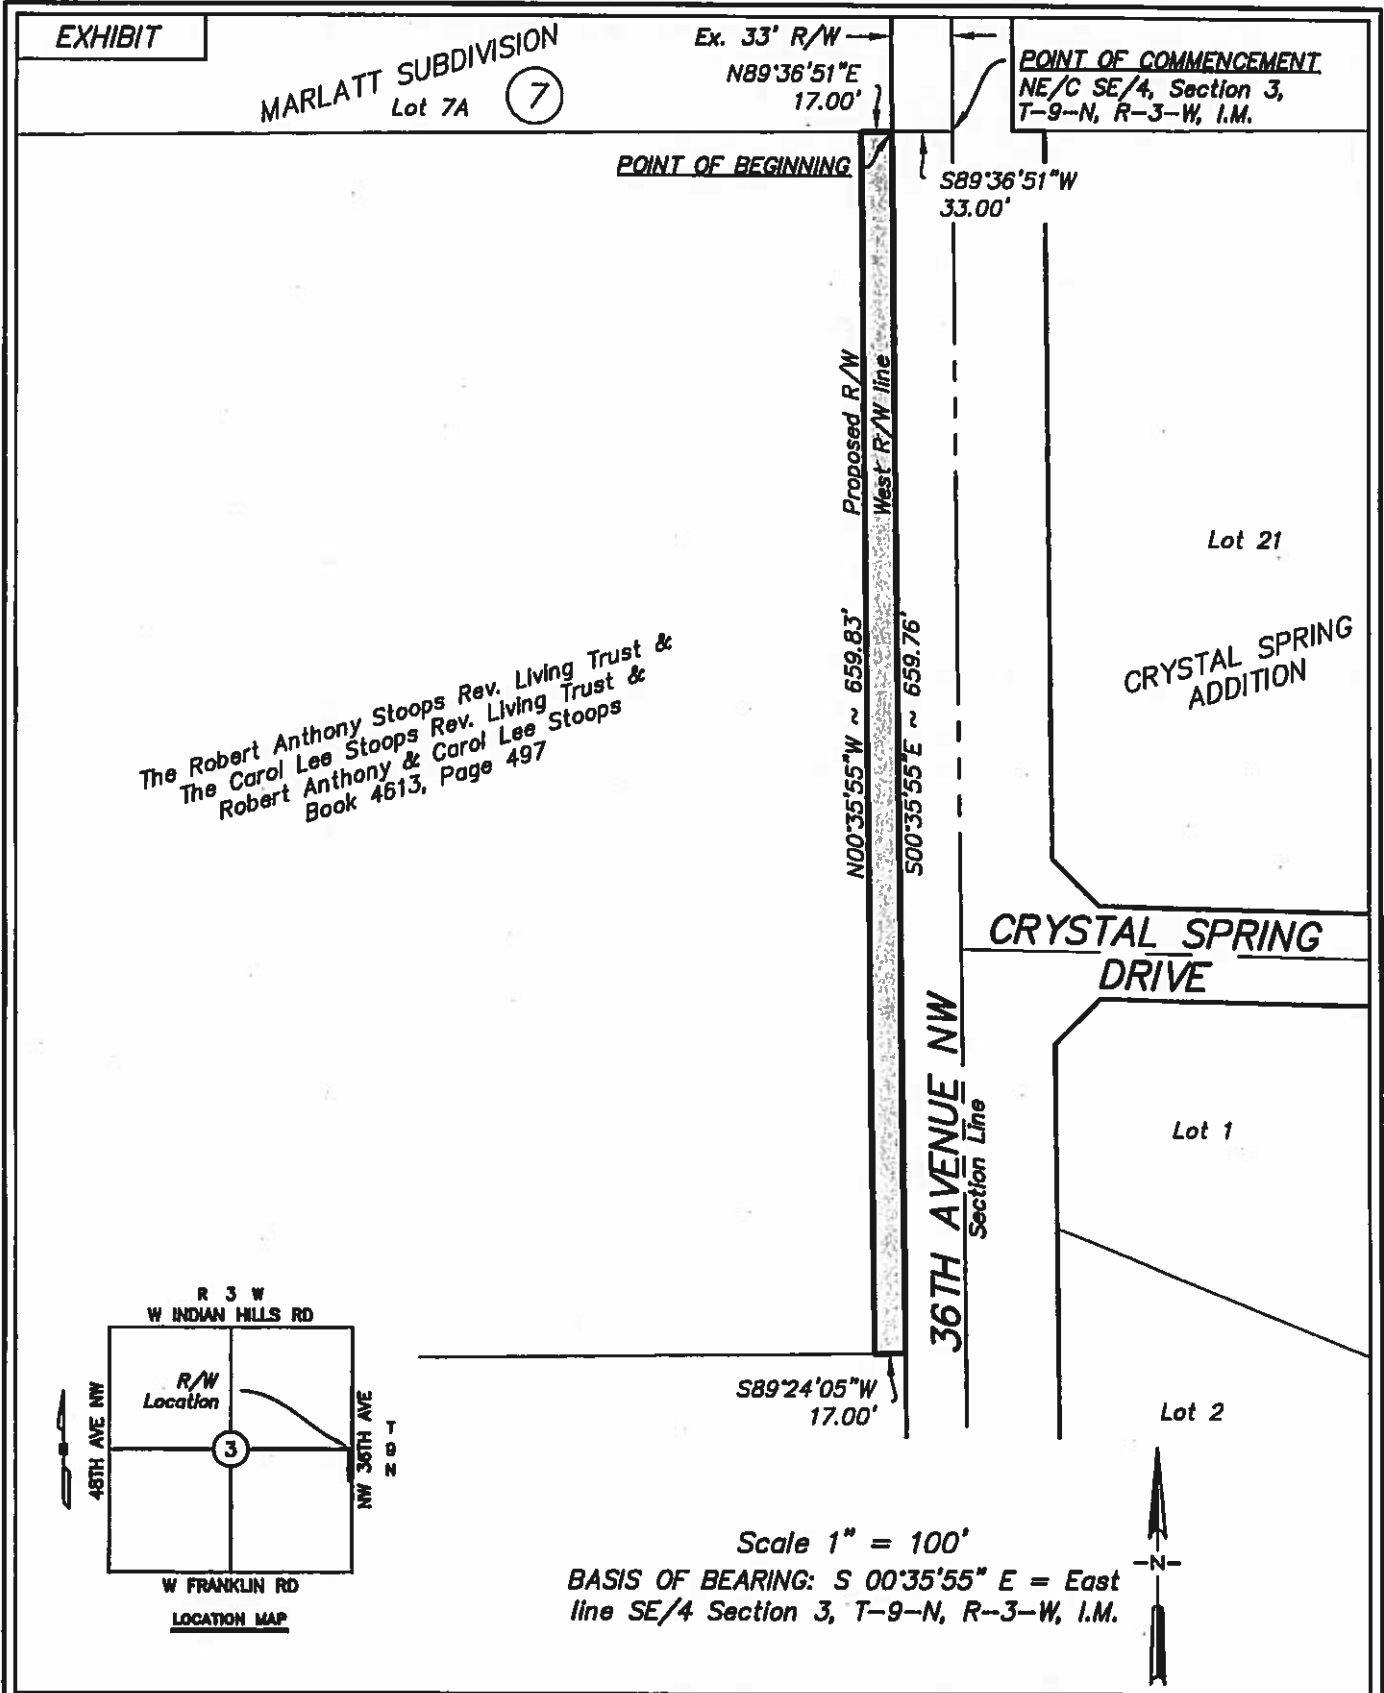 EXHIBIT
MARLATT SUBDIVISION
Lot 7A
7
Ex. 33' R/W
N89°36'51"E
17.00'
POINT OF COMMENCEMENT
NE/C SE/4, Section 3,
T-9-N, R-3-W, I.M.
POINT OF BEGINNING
S89°36'51"W
33.00'
Proposed R/W
West R/W line
N00°35'55"W ~ 659.83'
S00°35'55"E ~ 659.76'
Lot 21
CRYSTAL SPRING
ADDITION
The Robert Anthony Stoops Rev. Living Trust &
The Carol Lee Stoops Rev. Living Trust &
Robert Anthony & Carol Lee Stoops
Book 4613, Page 497
CRYSTAL SPRING
DRIVE
36TH AVENUE NW
Section Line
Lot 1
S89°24'05"W
17.00'
Lot 2
R 3 W
W INDIAN HILLS RD
R/W
Location
48TH AVE NW
3
NW 36TH AVE
T 9 N
W FRANKLIN RD
LOCATION MAP
Scale 1" = 100'
BASIS OF BEARING: S 00°35'55" E = East
line SE/4 Section 3, T-9-N, R-3-W, I.M.
-N-